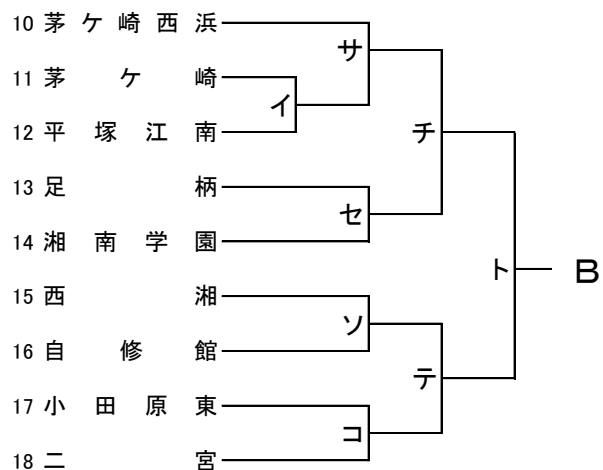 10 茅ケ崎西浜
サ
11 茅ケ崎
イ
12 平塚江南
チ
13 足柄
セ
14 湘南学園
ト B
15 西湘
ソ
16 自修館
テ
17 小田原東
コ
18 二宮